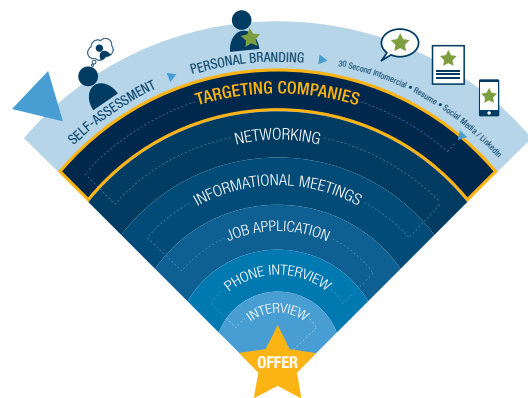 SELF-ASSESSMENT
PERSONAL BRANDING
30 Second Infomercial • Resume • Social Media / LinkedIn
TARGETING COMPANIES
NETWORKING
INFORMATIONAL MEETINGS
JOB APPLICATION
PHONE INTERVIEW
INTERVIEW
OFFER